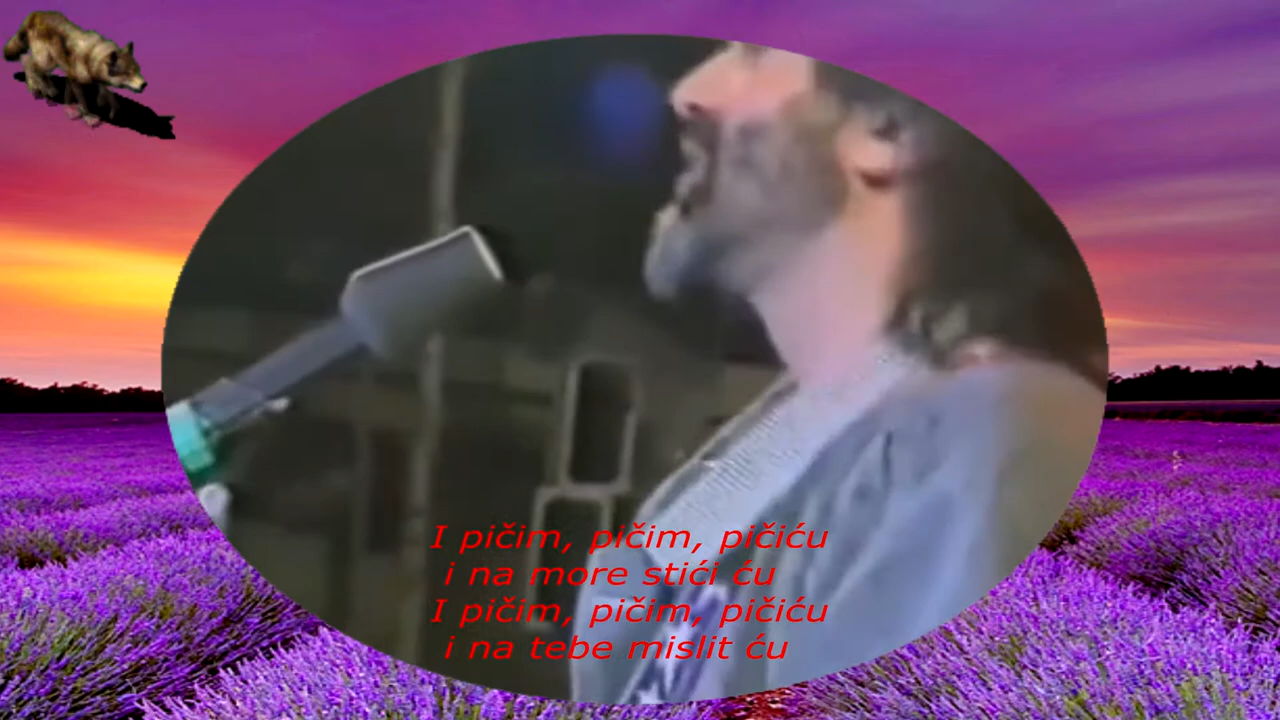 I pičim, pičim, pičiću
i na more stići ću
I pičim, pičim, pičiću
i na tebe mislit ću